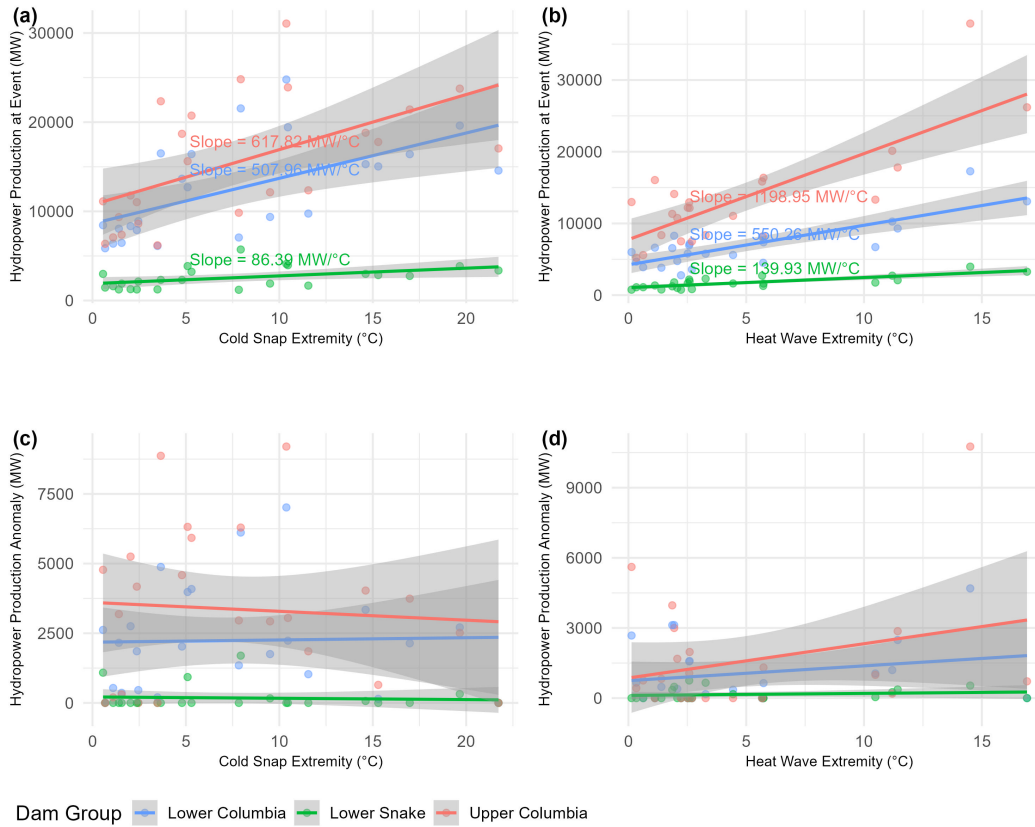 (a)
Hydropower Production at Event (MW)
30000
20000
10000
0
Slope = 617.82 MW/°C
Slope = 507.96 MW/°C
Slope = 86.39 MW/°C
0 5 10 15 20
Cold Snap Extremity (°C)
(b)
Hydropower Production at Event (MW)
30000
20000
10000
0
Slope = 1198.95 MW/°C
Slope = 550.26 MW/°C
Slope = 139.93 MW/°C
0 5 10 15
Heat Wave Extremity (°C)
(c)
Hydropower Production Anomaly (MW)
7500
5000
2500
0
0 5 10 15 20
Cold Snap Extremity (°C)
(d)
Hydropower Production Anomaly (MW)
9000
6000
3000
0
0 5 10 15
Heat Wave Extremity (°C)
Dam Group Lower Columbia Lower Snake Upper Columbia